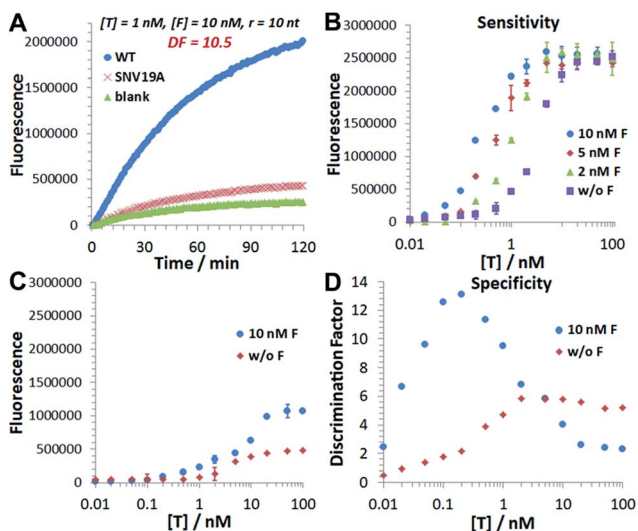 A
[T] = 1 nM, [F] = 10 nM, r = 10 nt
DF = 10.5
Fluorescence
2000000
1500000
1000000
500000
0
WT
SNV19A
blank
0 30 60 90 120
Time / min
B
Sensitivity
Fluorescence
3000000
2500000
2000000
1500000
1000000
500000
0
10 nM F
5 nM F
2 nM F
w/o F
0.01 0.1 1 10 100
[T] / nM
C
Fluorescence
3000000
2500000
2000000
1500000
1000000
500000
0
10 nM F
w/o F
0.01 0.1 1 10 100
[T] / nM
D
Specificity
Discrimination Factor
14
12
10
8
6
4
2
0
10 nM F
w/o F
0.01 0.1 1 10 100
[T] / nM